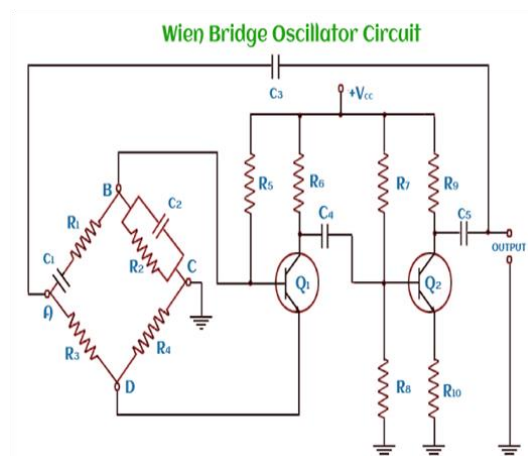 Wien Bridge Oscillator Circuit
C3
+Vcc
B
R5
R6
R7
R9
C2
R1
C4
C5
R2
OUTPUT
C1
C
Q1
Q2
A
R3
R4
D
R8
R10